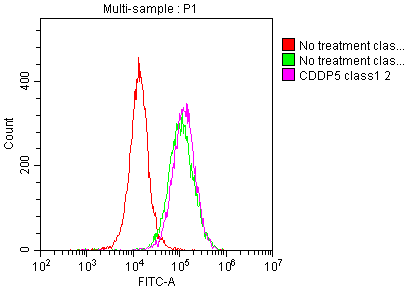 Multi-sample : P1
No treatment clas...
No treatment clas...
CDDP5 class1 2
Count
400
200
0
10^2 10^3 10^4 10^5 10^6 10^7
FITC-A